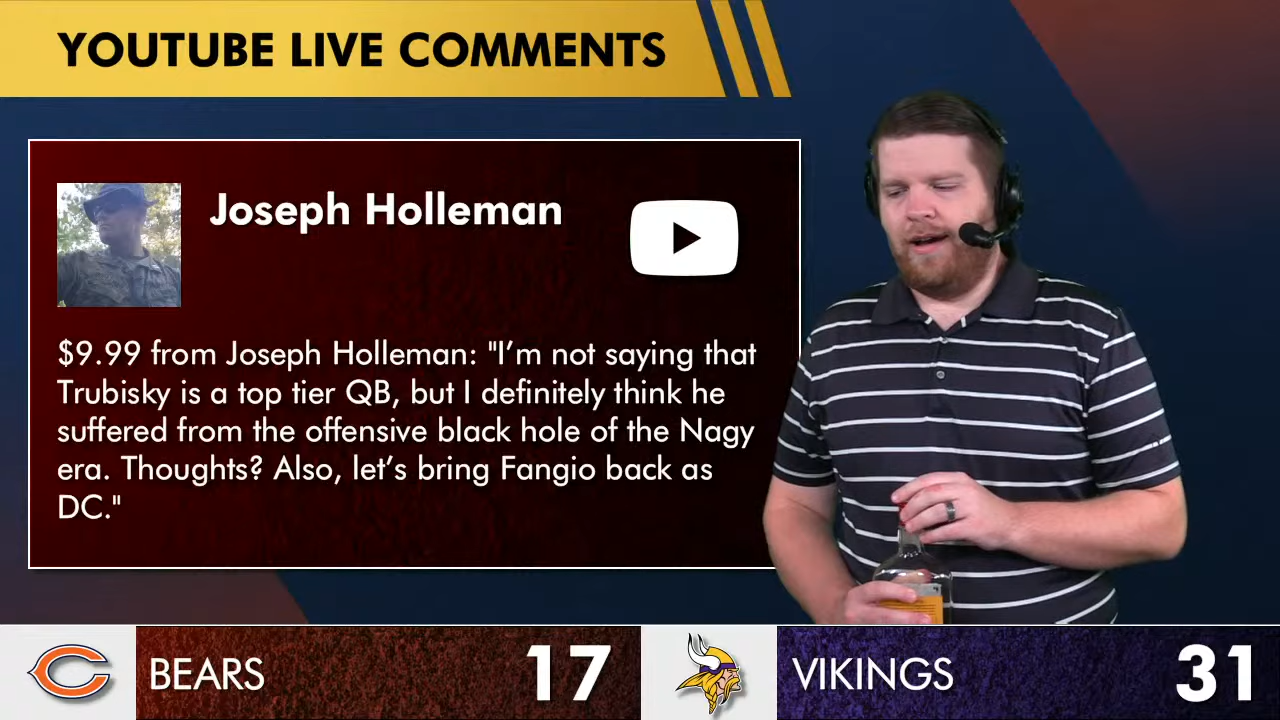 YOUTUBE LIVE COMMENTS
Joseph Holleman
$9.99 from Joseph Holleman: "I’m not saying that
Trubisky is a top tier QB, but I definitely think he
suffered from the offensive black hole of the Nagy
era. Thoughts? Also, let’s bring Fangio back as
DC."
BEARS 17 VIKINGS 31